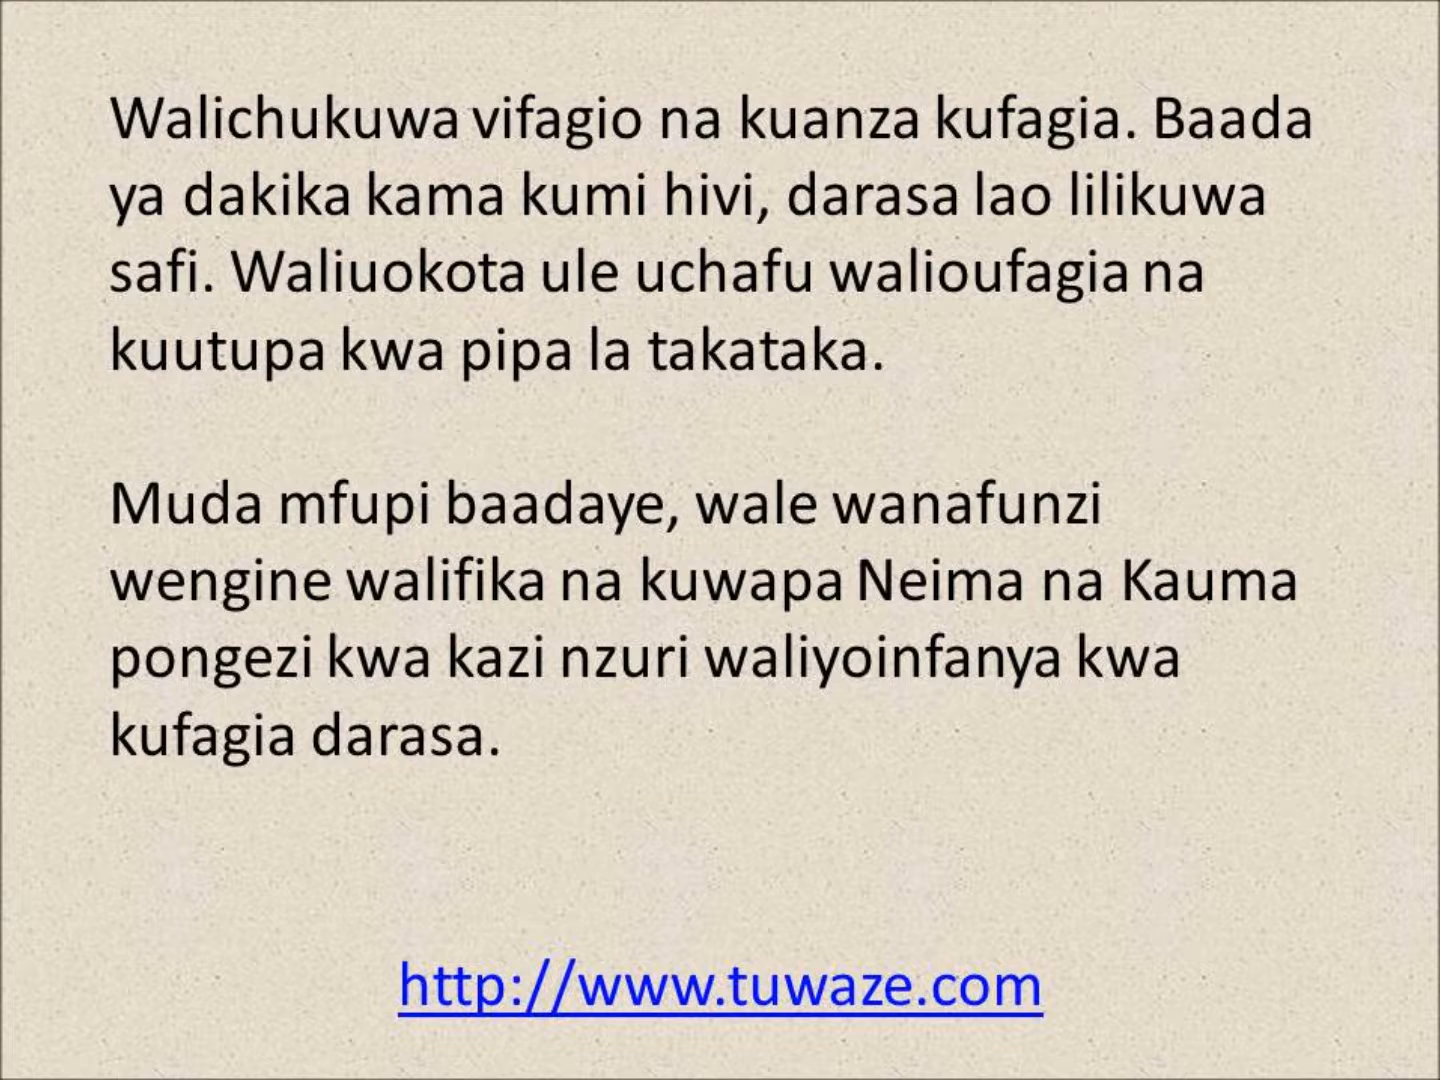 Walichukuwa vifagio na kuanza kufagia. Baada
ya dakika kama kumi hivi, darasa lao lilikuwa
safi. Waliuokota ule uchafu walioufagia na
kuutupa kwa pipa la takataka.
Muda mfupi baadaye, wale wanafunzi
wengine walifika na kuwapa Neima na Kauma
pongezi kwa kazi nzuri waliyoinfanya kwa
kufagia darasa.
http://www.tuwaze.com